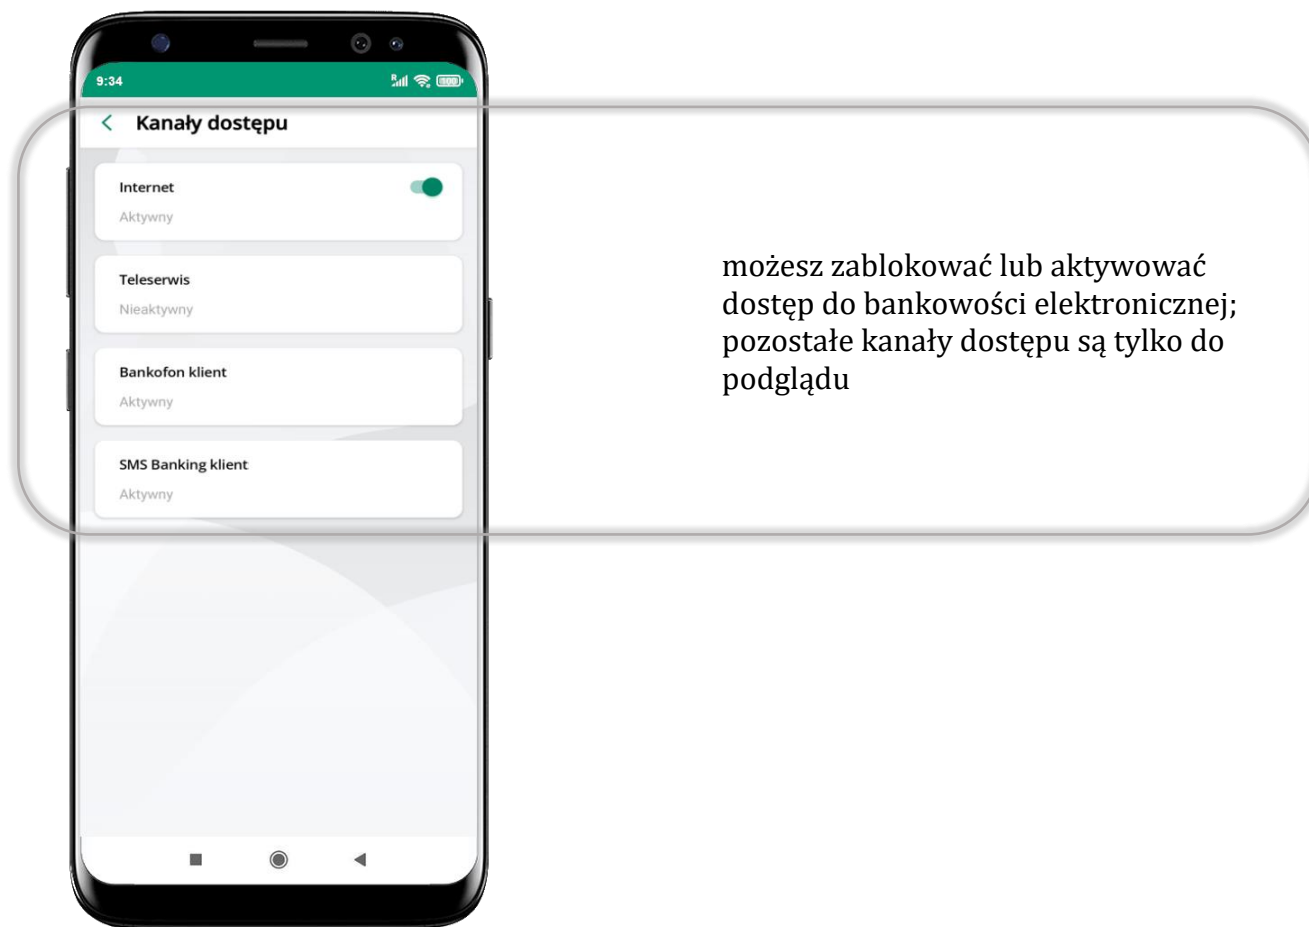 9:34
Kanały dostępu
Internet
Aktywny
Teleserwis
Nieaktywny
Bankofon klient
Aktywny
SMS Banking klient
Aktywny
możesz zablokować lub aktywować
dostęp do bankowości elektronicznej;
pozostałe kanały dostępu są tylko do
podglądu